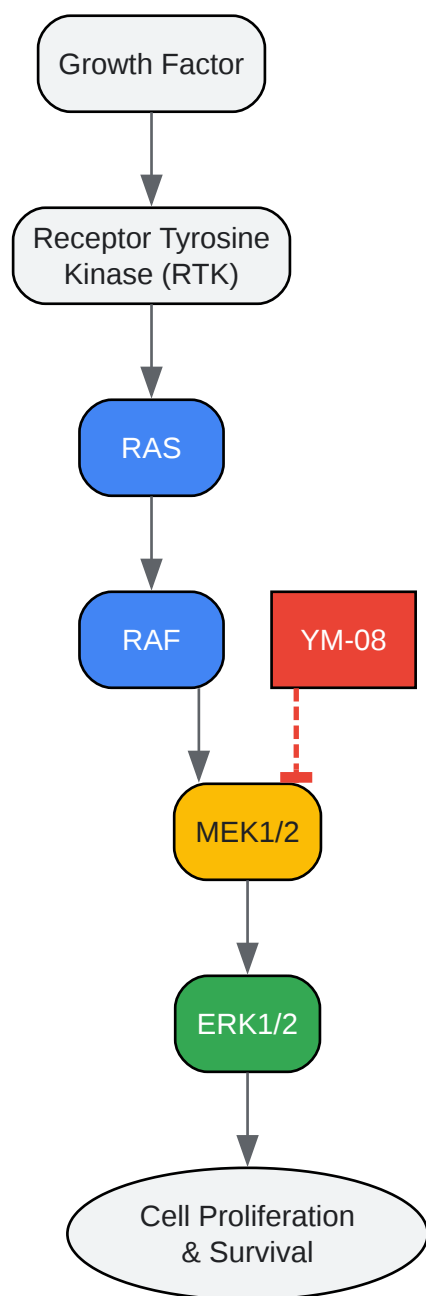 Growth Factor
Receptor Tyrosine
Kinase (RTK)
RAS
RAF
YM-08
MEK1/2
ERK1/2
Cell Proliferation
& Survival